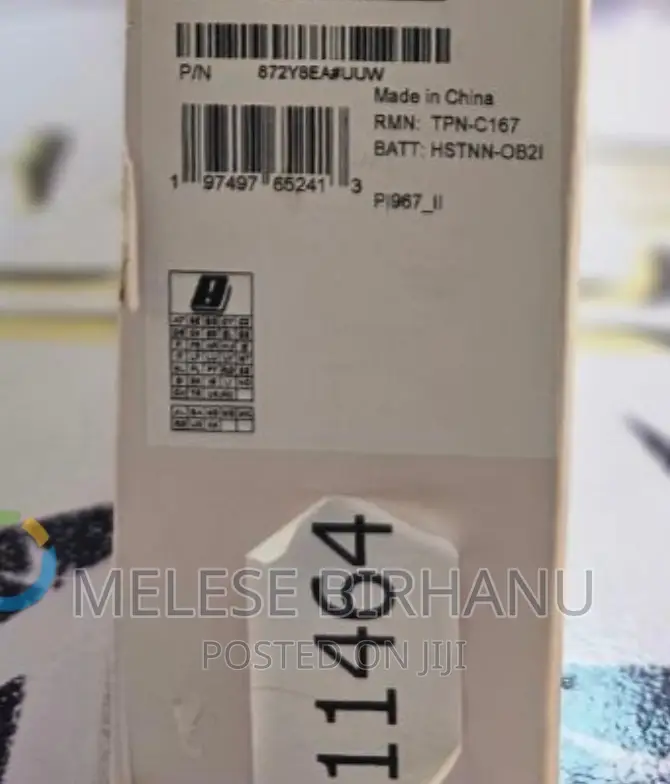 P/N 872Y8EA#UUW
Made in China
RMN: TPN-C167
BATT: HSTNN-OB2I
1 97497 65241 3
PI967_II
11464
MELESE BIRHANU
POSTED ON JIJI